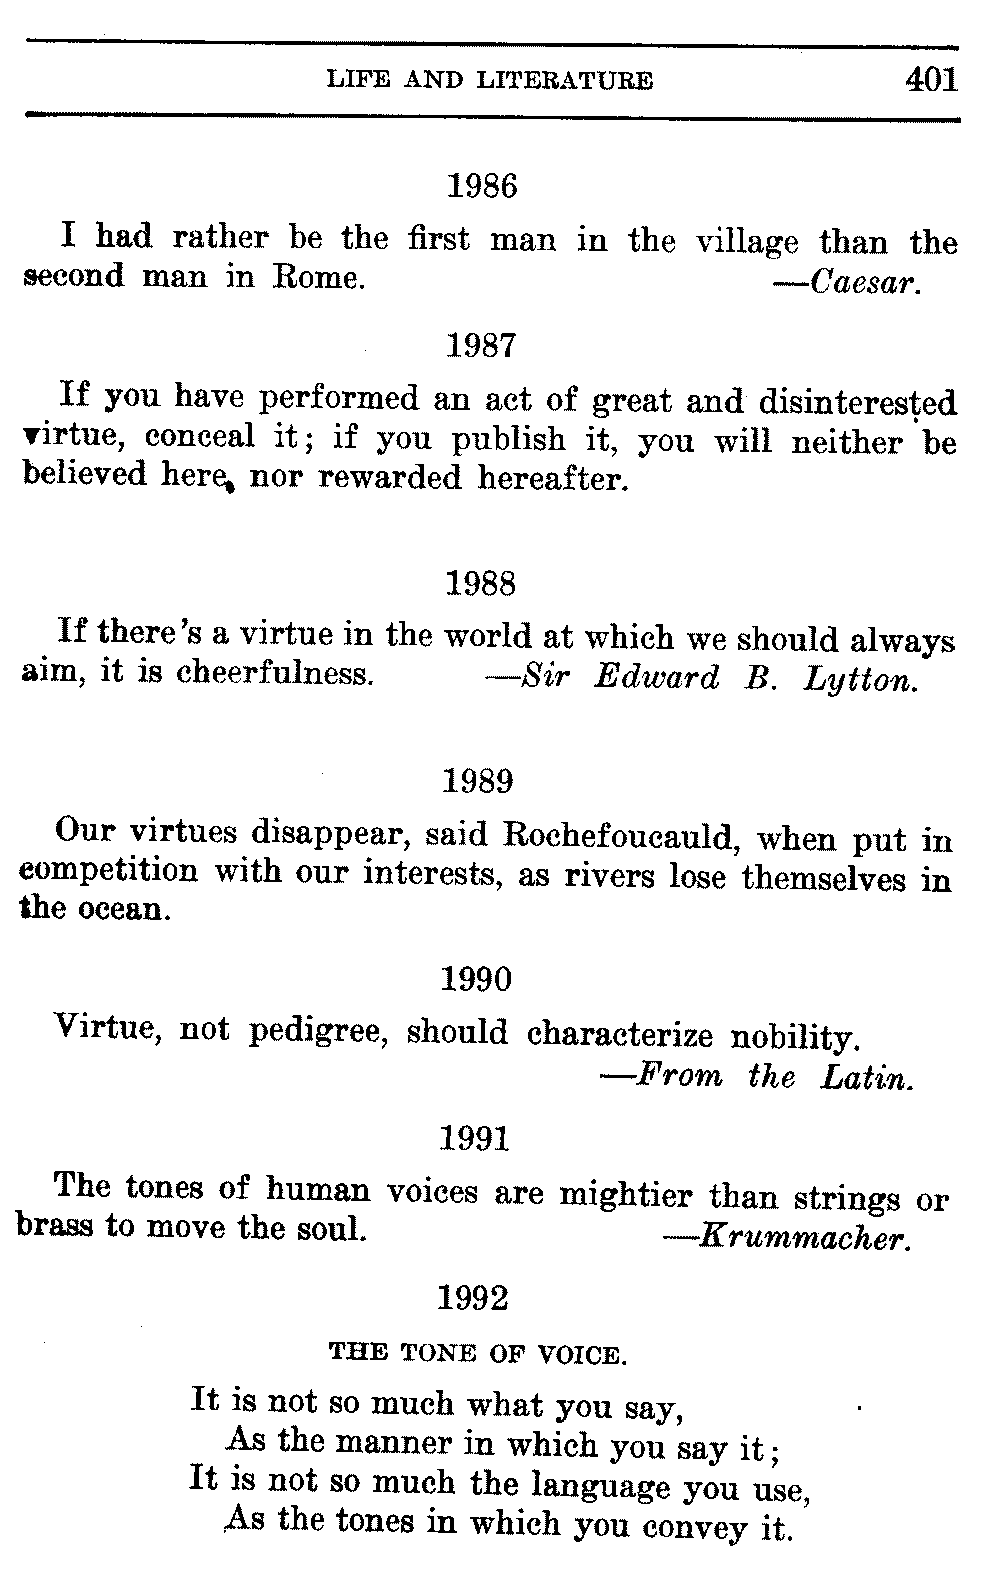 LIFE AND LITERATURE 401
1986
I had rather be the first man in the village than the
second man in Rome. —Caesar.
1987
If you have performed an act of great and disinterested
virtue, conceal it; if you publish it, you will neither be
believed here, nor rewarded hereafter.
1988
If there's a virtue in the world at which we should always
aim, it is cheerfulness. —Sir Edward B. Lytton.
1989
Our virtues disappear, said Rochefoucauld, when put in
competition with our interests, as rivers lose themselves in
the ocean.
1990
Virtue, not pedigree, should characterize nobility.
—From the Latin.
1991
The tones of human voices are mightier than strings or
brass to move the soul. —Krummacher.
1992
THE TONE OF VOICE.
It is not so much what you say,
As the manner in which you say it;
It is not so much the language you use,
As the tones in which you convey it.